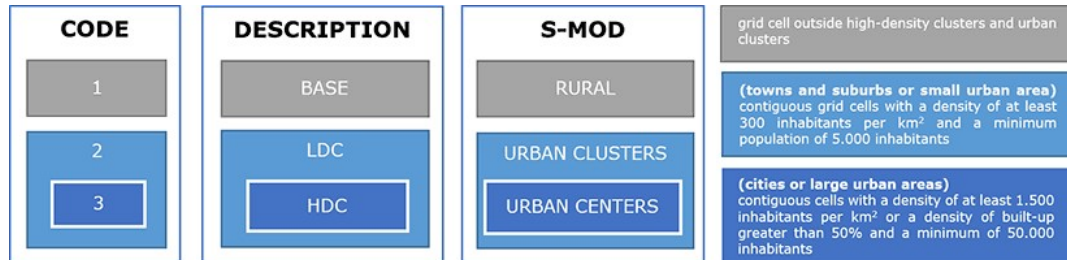 CODE
1
2
3
DESCRIPTION
BASE
LDC
HDC
S-MOD
RURAL
URBAN CLUSTERS
URBAN CENTERS
grid cell outside high-density clusters and urban
clusters
(towns and suburbs or small urban area)
contiguous grid cells with a density of at least
300 inhabitants per km² and a minimum
population of 5.000 inhabitants
(cities or large urban areas)
contiguous cells with a density of at least 1.500
inhabitants per km² or a density of built-up
greater than 50% and a minimum of 50.000
inhabitants